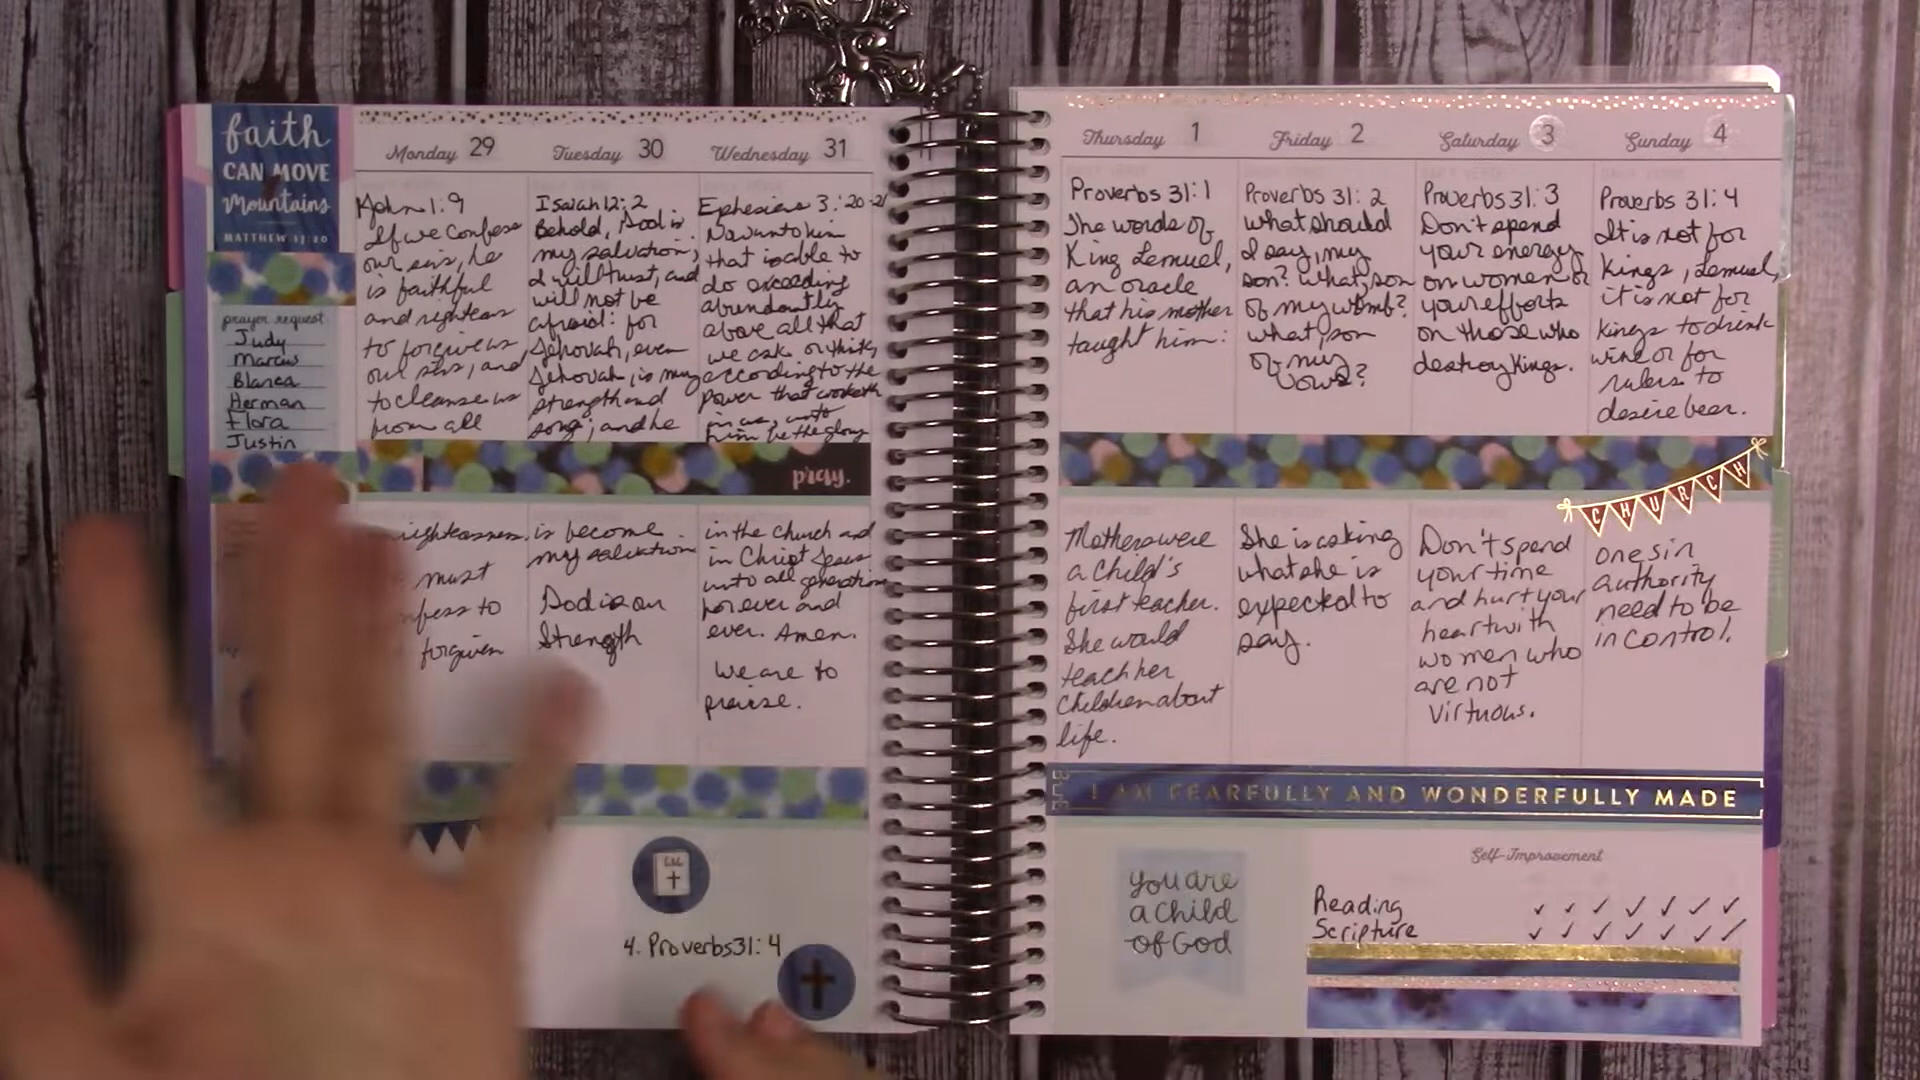 faith
CAN MOVE
Mountains
MATTHEW 17:20
prayer request
Judy
Marcus
Blanca
Herman
Flora
Justin
Monday 29
John 1:9
If we confess
our sins, he
is faithful
and righteous
to forgive us
our sins, and
to cleanse us
from all
righteousness.
must
forgiven
Tuesday 30
Isaiah 12:2
Behold, God is
my salvation;
I will trust, and
will not be
afraid: for
Jehovah, even
Jehovah, is my
strength and
song; and he
is become
my salvation
God is our
Strength
Wednesday 31
Ephesians 3:20-21
Now unto him
that is able to
do exceeding
abundantly
above all that
we ask or think,
according to the
power that worketh
in us, unto
him be the glory
pray.
in the church and
in Christ Jesus
unto all generations
for ever and
ever. Amen.
We are to
praise.
4. Proverbs 31:4
Thursday 1
Proverbs 31:1
The words of
King Lemuel,
an oracle
that his mother
taught him:
Mothers were
a child's
first teacher.
She would
teach her
children about
life.
Friday 2
Proverbs 31:2
What should
I say, my
son? What, son
of my womb?
What, son
of my
vows?
She is asking
what she is
expected to
say.
Saturday 3
Proverbs 31:3
Don't spend
your energy
on women or
your efforts
on those who
destroy kings.
Don't spend
your time
and hurt your
heart with
women who
are not
virtuous.
Sunday 4
Proverbs 31:4
It is not for
Kings, Lemuel,
it is not for
Kings to drink
wine or for
rulers to
desire beer.
CHURCH
one sin
authority
need to be
in control.
I AM FEARFULLY AND WONDERFULLY MADE
you are
a child
of God
Self-Improvement
Reading
Scripture